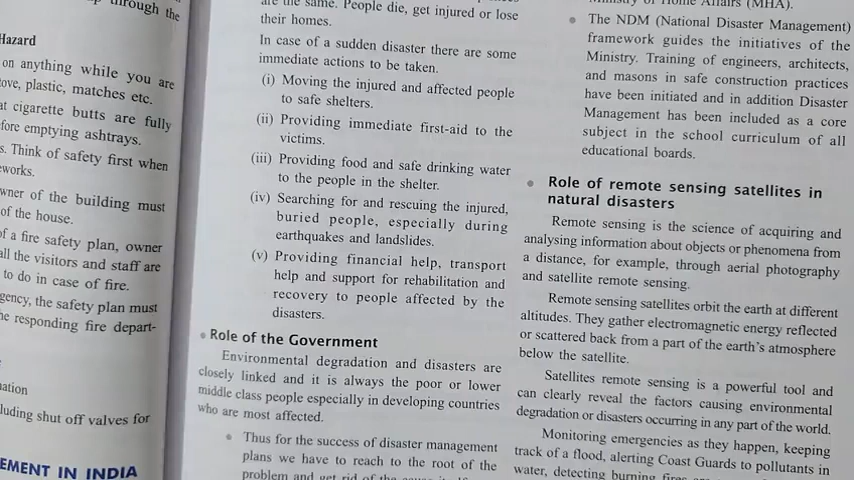 through the
Hazard
on anything while you are
plastic, matches etc.
cigarette butts are fully
emptying ashtrays.
Think of safety first when
of the building must
of the house.
of a fire safety plan, owner
all the visitors and staff are
to do in case of fire.
the safety plan must
responding fire depart-
shut off valves for
IN INDIA
are the same. People die, get injured or lose
their homes.
In case of a sudden disaster there are some
immediate actions to be taken.
(i) Moving the injured and affected people
to safe shelters.
(ii) Providing immediate first-aid to the
victims.
(iii) Providing food and safe drinking water
to the people in the shelter.
(iv) Searching for and rescuing the injured,
buried people, especially during
earthquakes and landslides.
(v) Providing financial help, transport
help and support for rehabilitation and
recovery to people affected by the
disasters.
• Role of the Government
Environmental degradation and disasters are
closely linked and it is always the poor or lower
middle class people especially in developing countries
who are most affected.
• Thus for the success of disaster management
plans we have to reach to the root of the
problem and get rid of the
of Home Affairs (MHA).
• The NDM (National Disaster Management)
framework guides the initiatives of the
Ministry. Training of engineers, architects,
and masons in safe construction practices
have been initiated and in addition Disaster
Management has been included as a core
subject in the school curriculum of all
educational boards.
• Role of remote sensing satellites in
natural disasters
Remote sensing is the science of acquiring and
analysing information about objects or phenomena from
a distance, for example, through aerial photography
and satellite remote sensing.
Remote sensing satellites orbit the earth at different
altitudes. They gather electromagnetic energy reflected
or scattered back from a part of the earth's atmosphere
below the satellite.
Satellites remote sensing is a powerful tool and
can clearly reveal the factors causing environmental
degradation or disasters occurring in any part of the world.
Monitoring emergencies as they happen, keeping
track of a flood, alerting Coast Guards to pollutants in
water, detecting burning